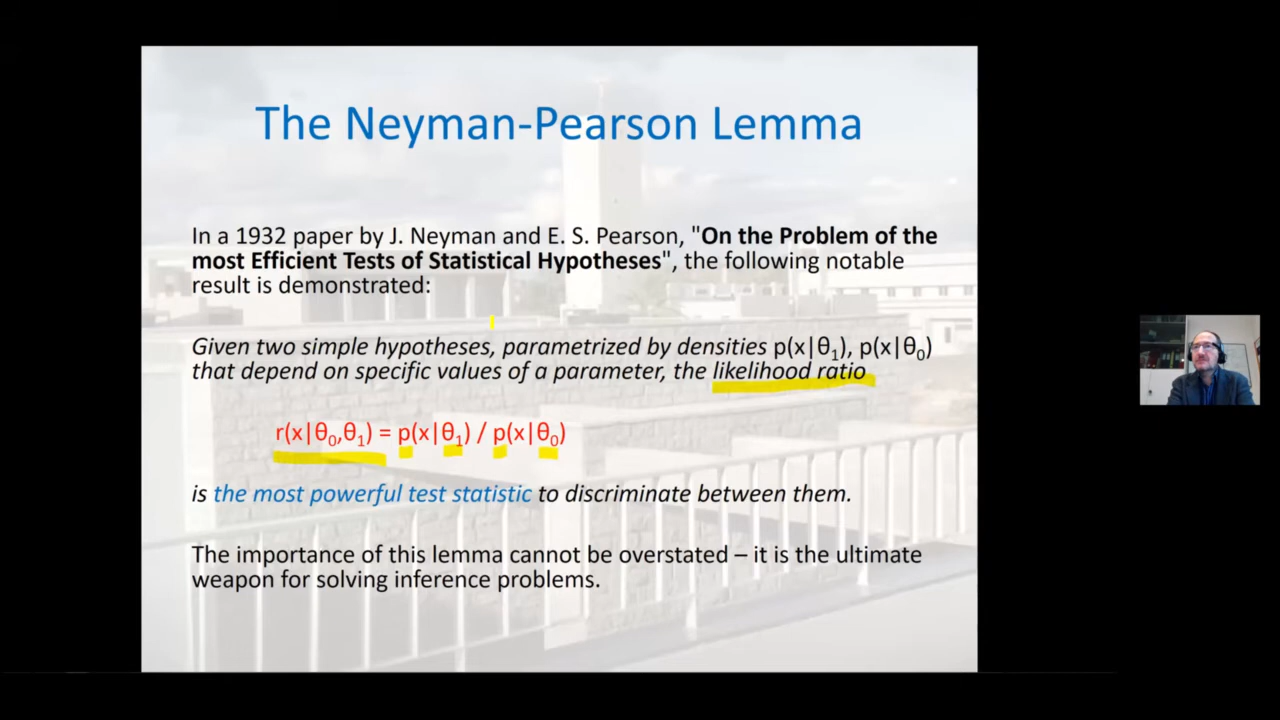 The Neyman-Pearson Lemma
In a 1932 paper by J. Neyman and E. S. Pearson, "On the Problem of the
most Efficient Tests of Statistical Hypotheses", the following notable
result is demonstrated:
Given two simple hypotheses, parametrized by densities p(x|θ₁), p(x|θ₀)
that depend on specific values of a parameter, the likelihood ratio
r(x|θ₀,θ₁) = p(x|θ₁) / p(x|θ₀)
is the most powerful test statistic to discriminate between them.
The importance of this lemma cannot be overstated – it is the ultimate
weapon for solving inference problems.